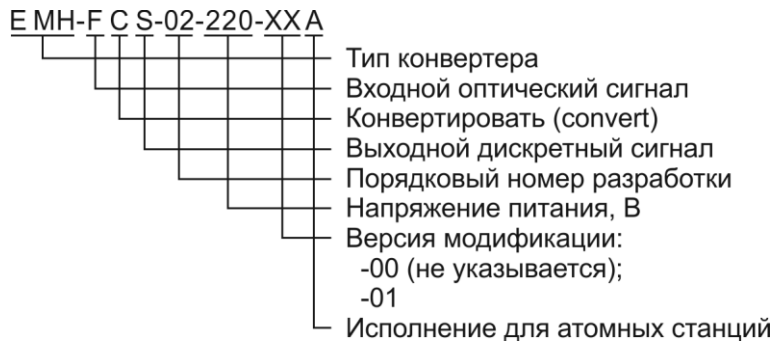 E МН-F C S-02-220-XX А
Тип конвертера
Входной оптический сигнал
Конвертировать (convert)
Выходной дискретный сигнал
Порядковый номер разработки
Напряжение питания, В
Версия модификации:
-00 (не указывается);
-01
Исполнение для атомных станций